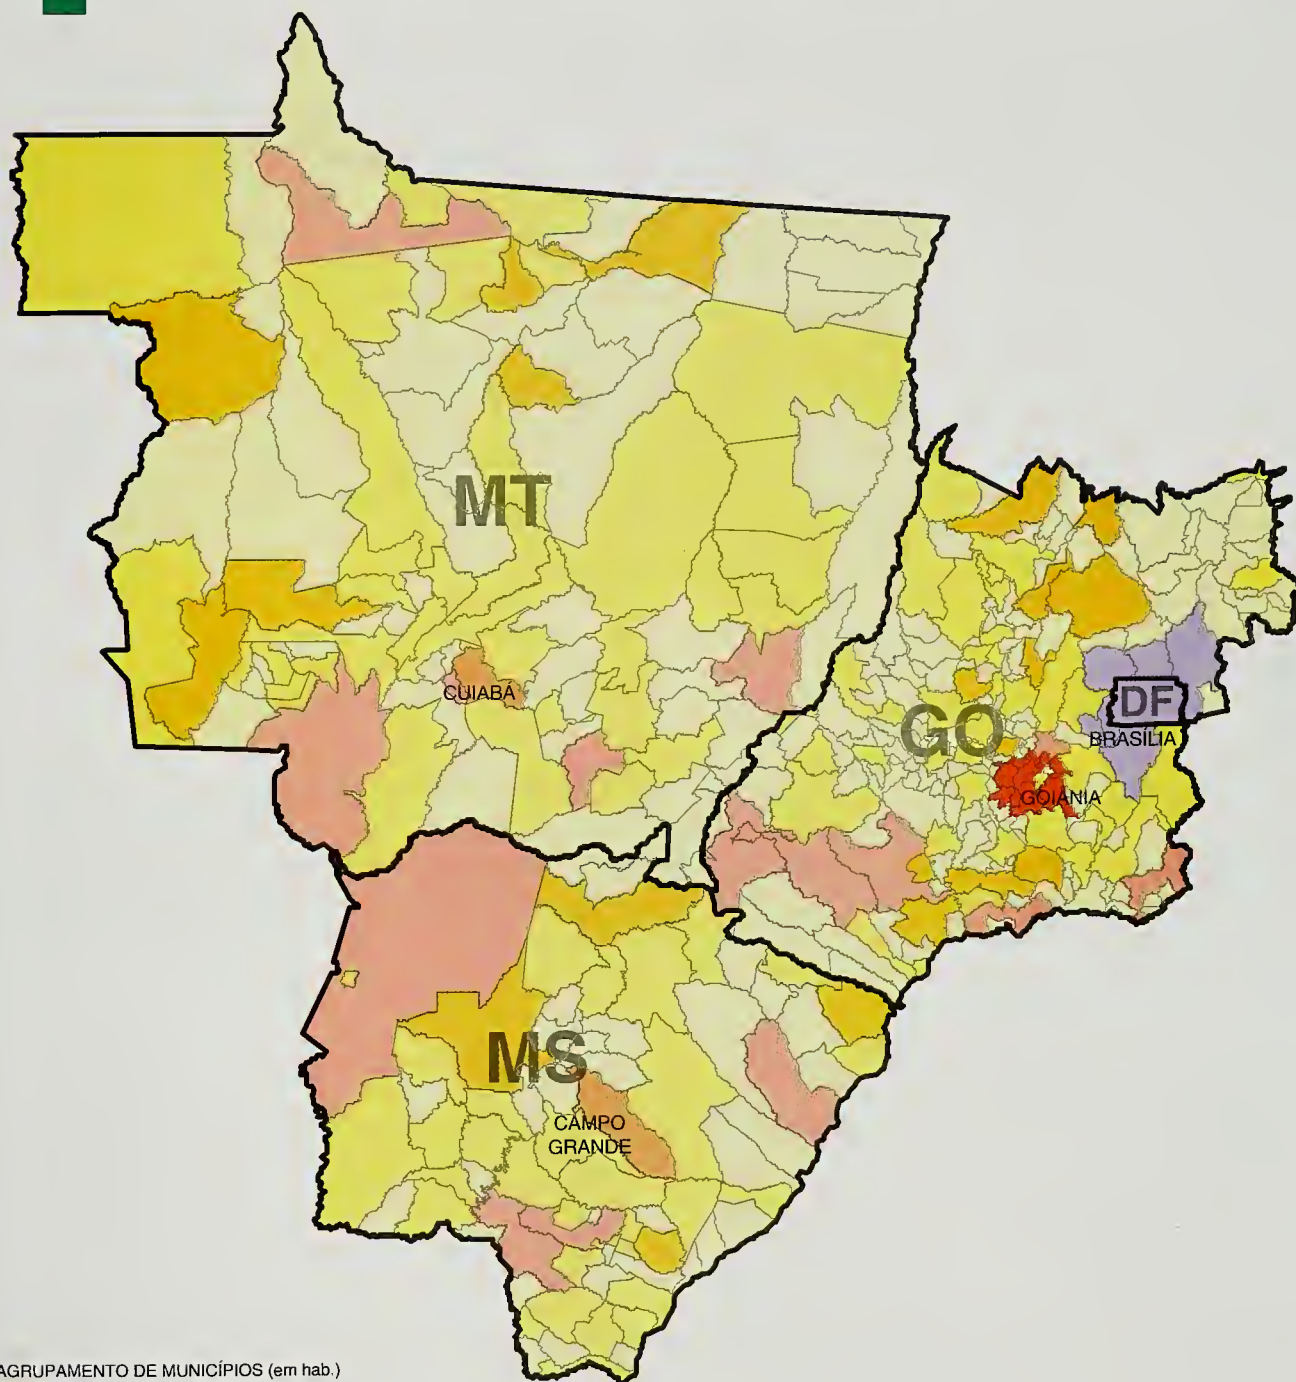 MT
CUIABÁ
GO
DF
BRASÍLIA
GOIÂNIA
MS
CAMPO
GRANDE
AGRUPAMENTO DE MUNICÍPIOS (em hab.)